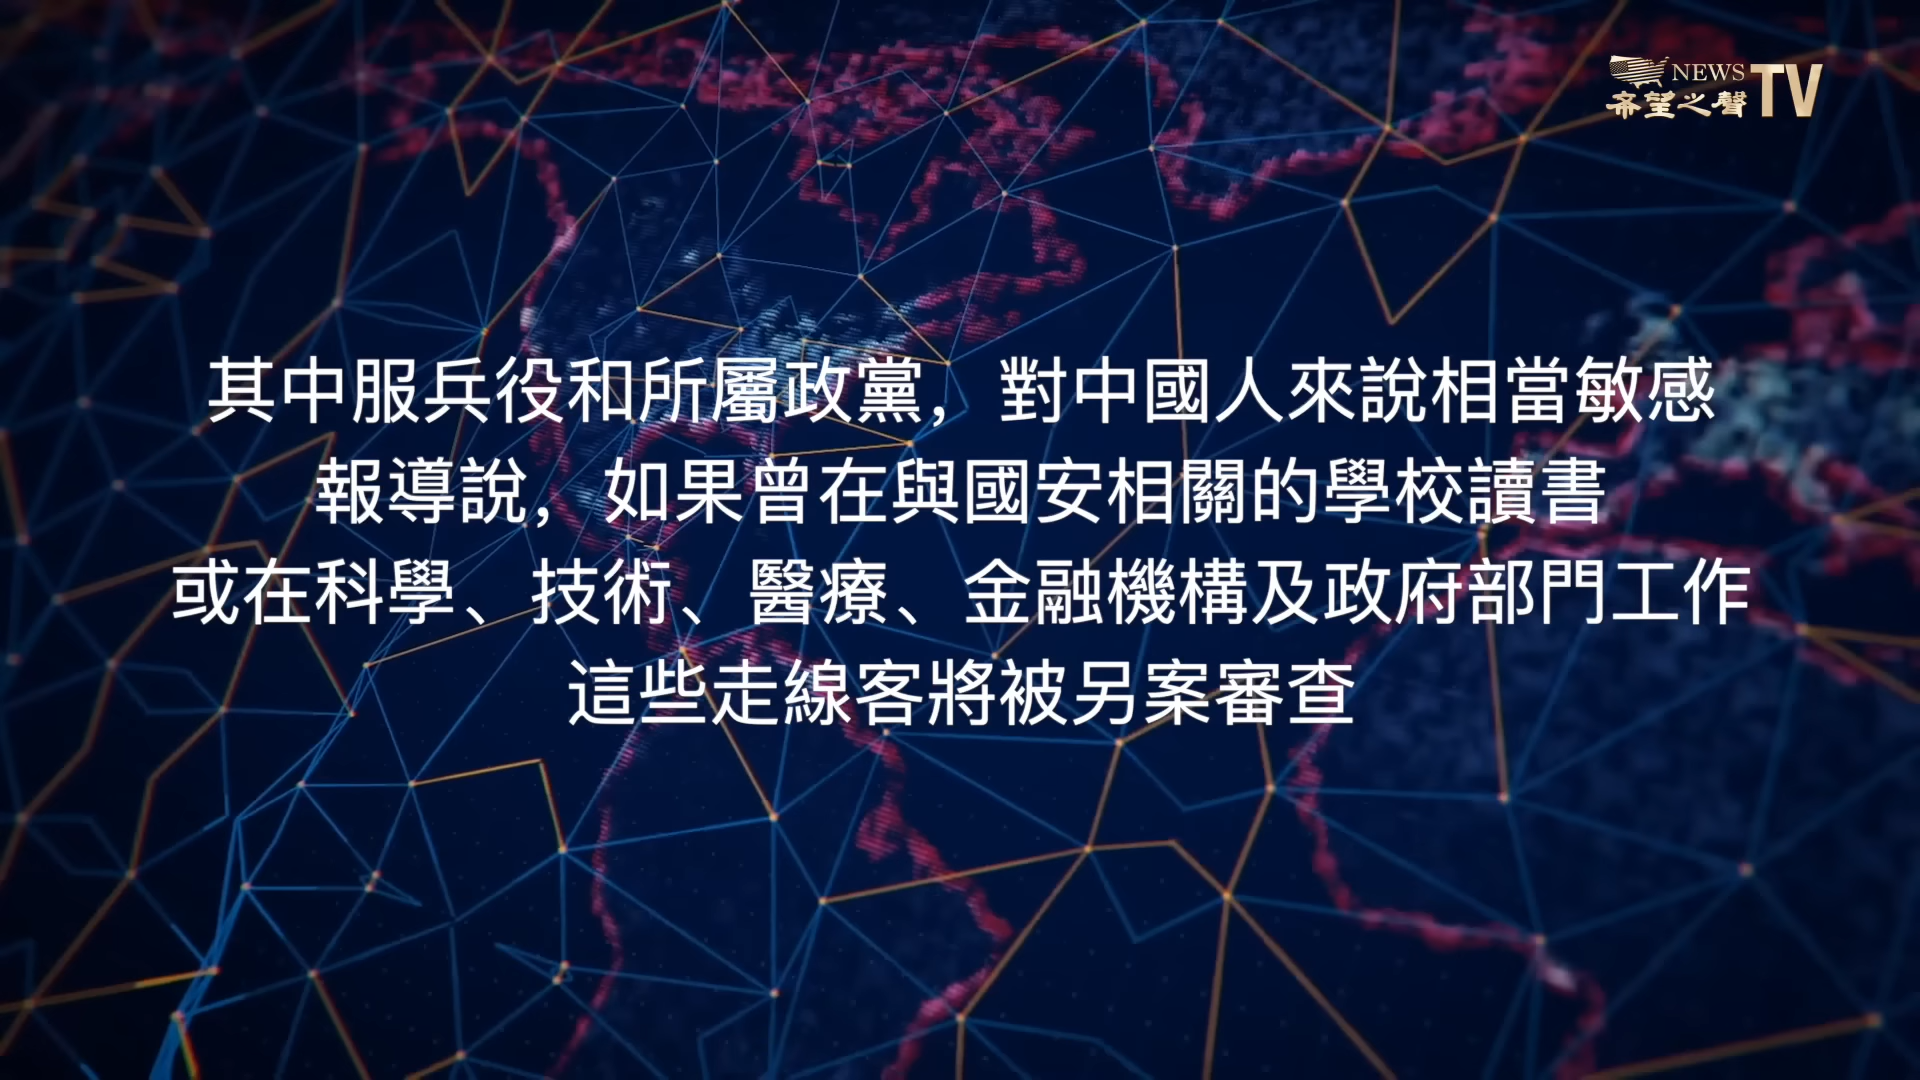 NEWS
希望之聲TV
其中服兵役和所屬政黨，對中國人來說相當敏感
報導說，如果曾在與國安相關的學校讀書
或在科學、技術、醫療、金融機構及政府部門工作
這些走線客將被另案審查